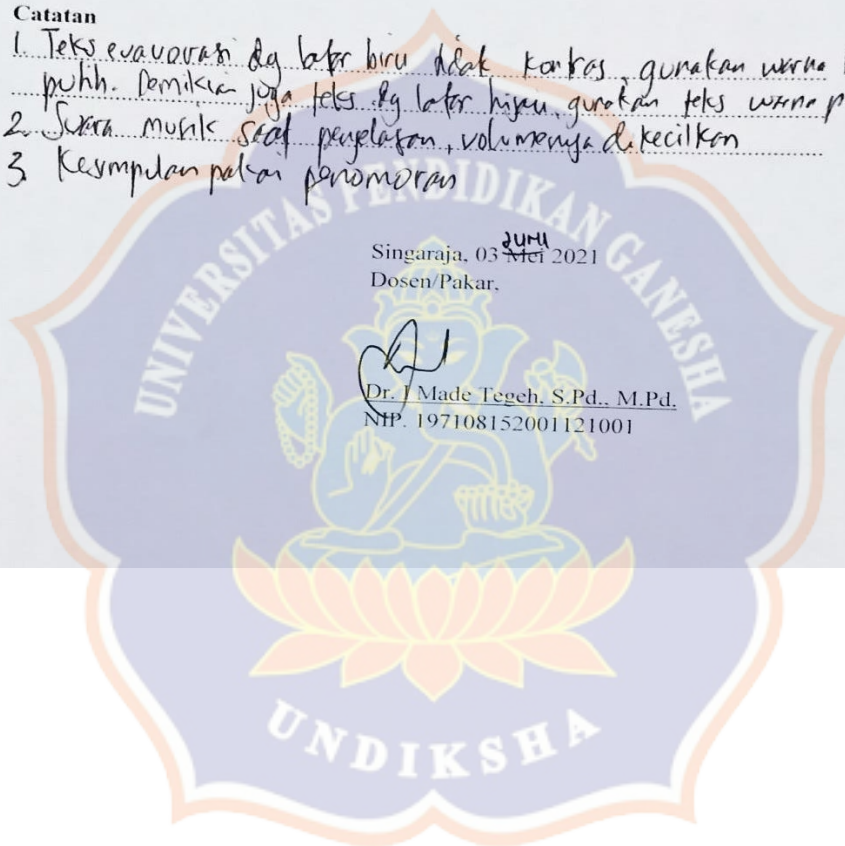 Catatan
1. Teks evavorasi dg latar biru tidak kontras, gunakan warna
putih. Demikian juga teks dg latar hijau, gunakan teks warna p
2. Suara musik saat penjelasan, volumenya dikecilkan
3. Kesimpulan pakai penomoran
UNIVERSITAS PENDIDIKAN GANESHA
Juni
Singaraja, 03 Mei 2021
Dosen/Pakar,
Dr. I Made Tegeh, S.Pd., M.Pd.
NIP. 197108152001121001
UNDIKSHA